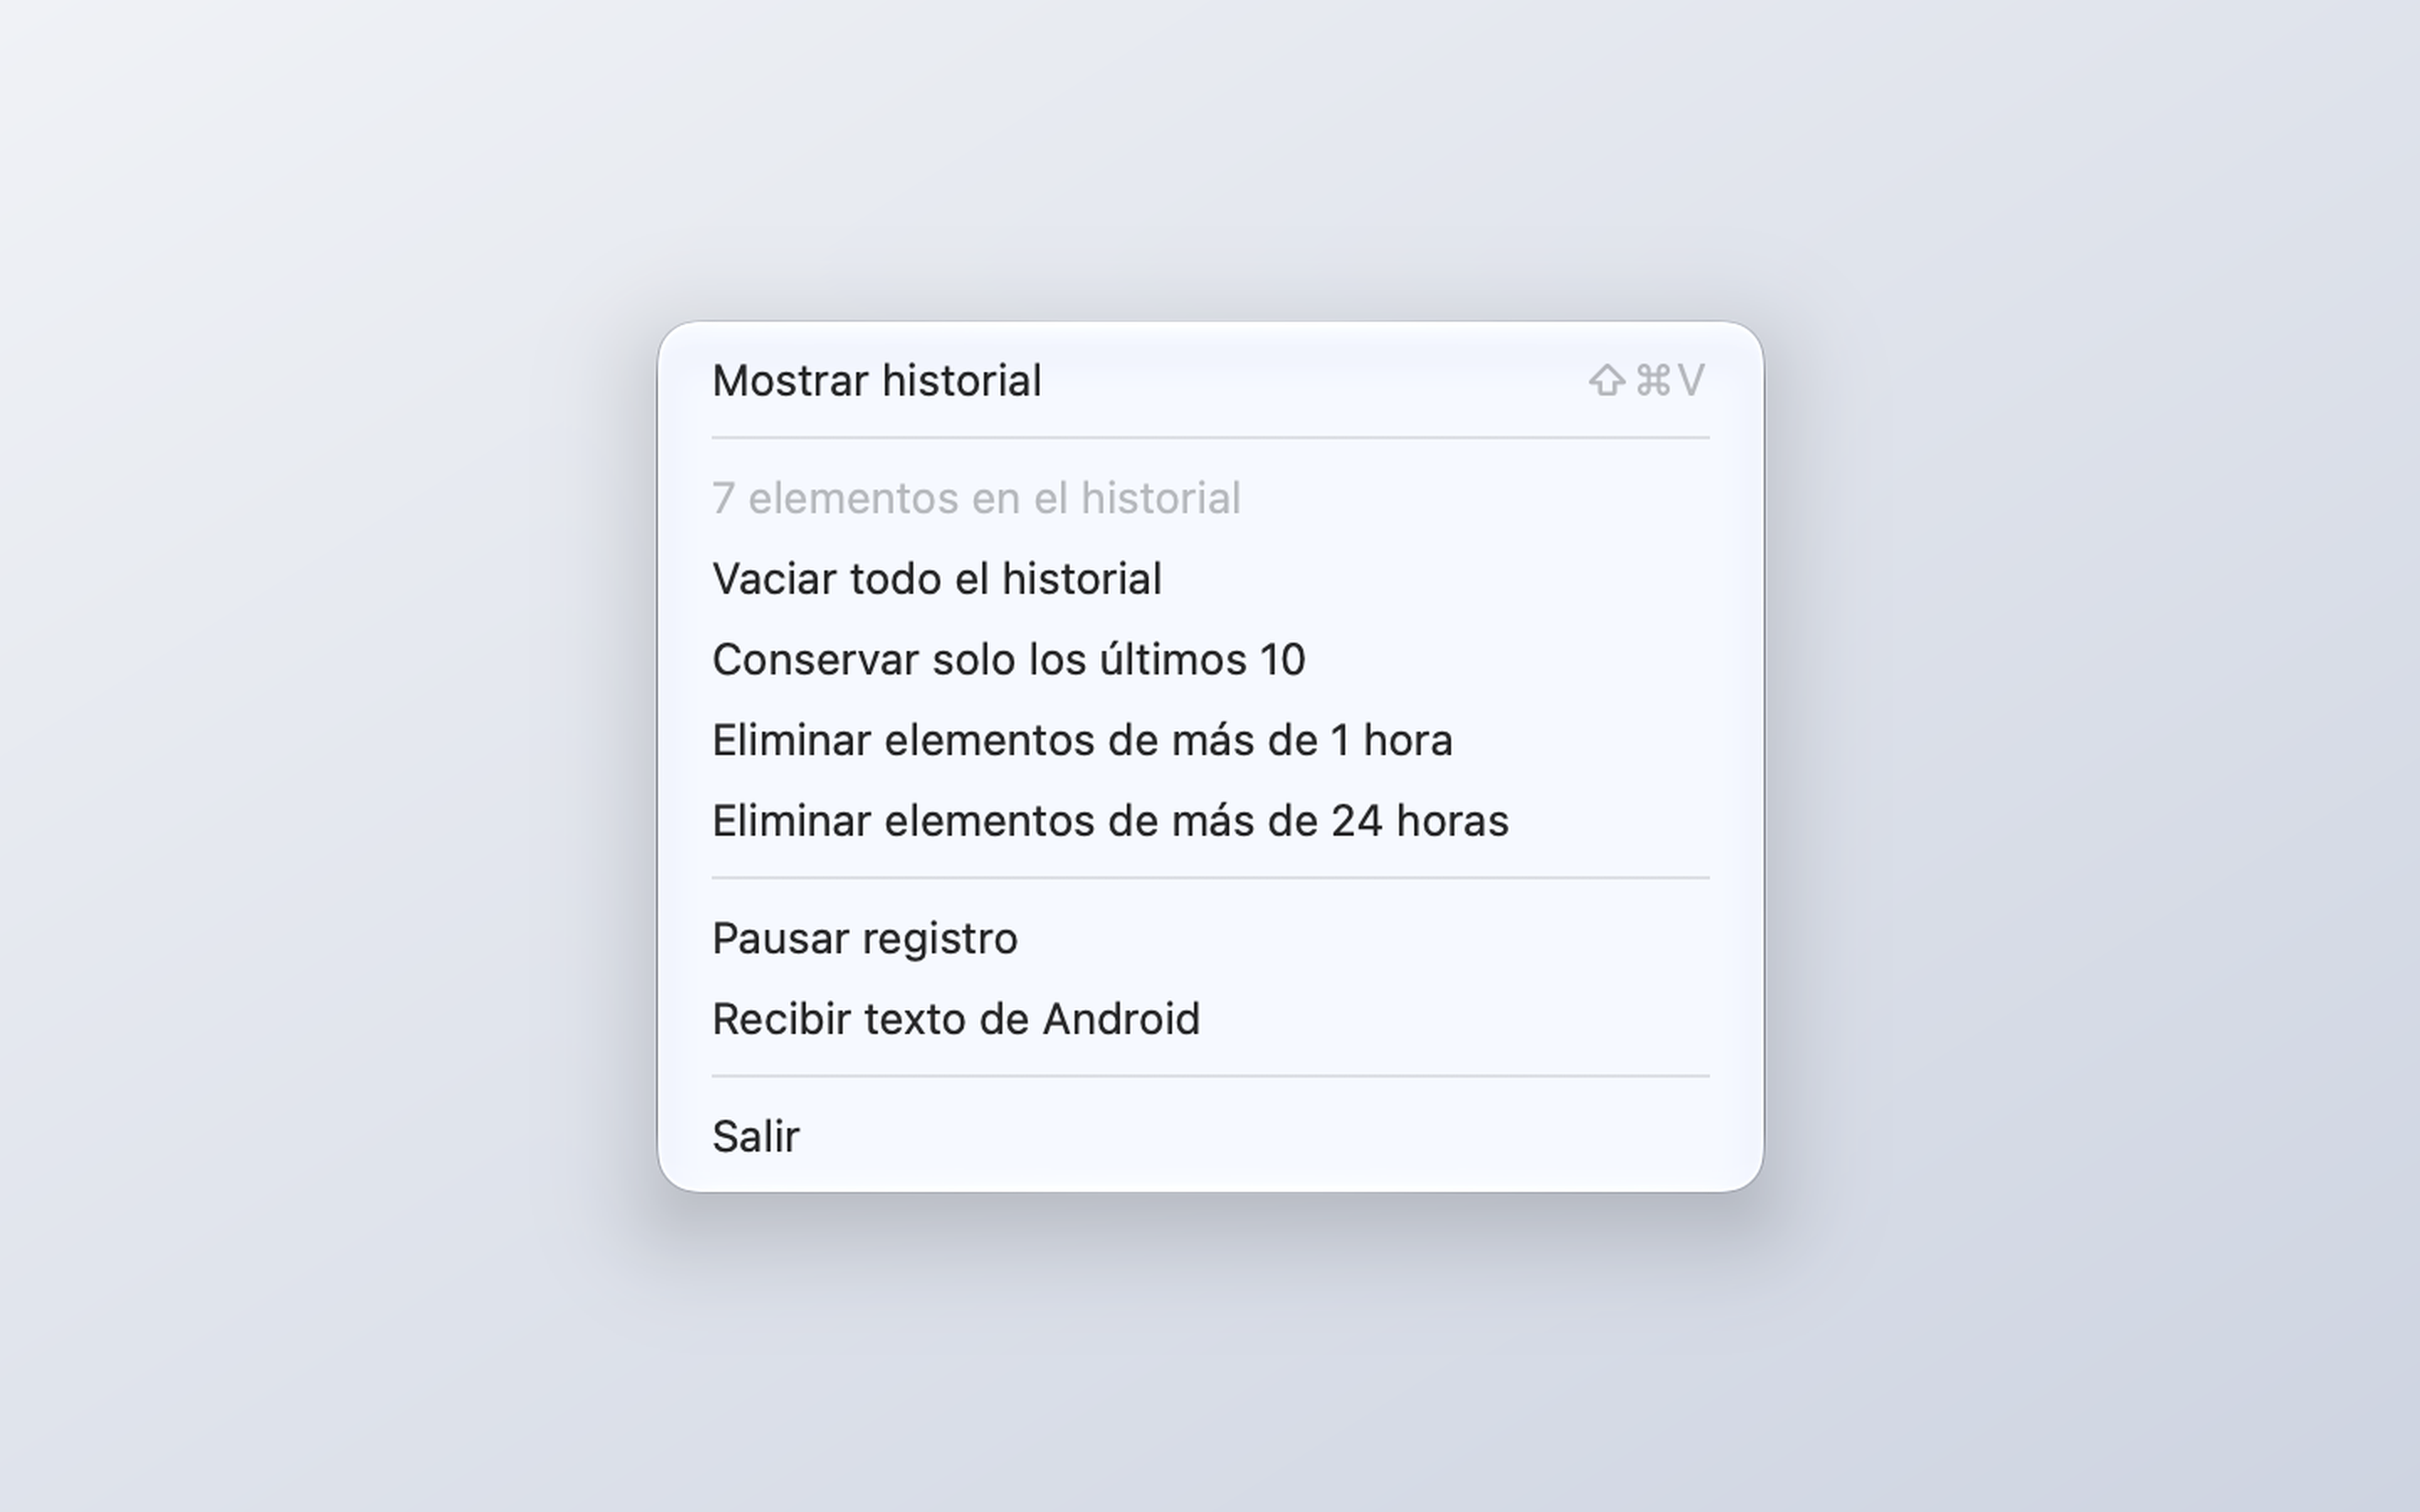 Mostrar historial ⇧⌘V
7 elementos en el historial
Vaciar todo el historial
Conservar solo los últimos 10
Eliminar elementos de más de 1 hora
Eliminar elementos de más de 24 horas
Pausar registro
Recibir texto de Android
Salir